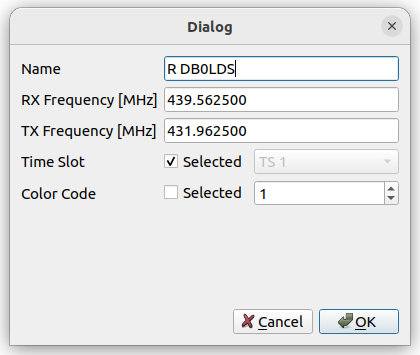 Dialog
Name R DB0LDS
RX Frequency [MHz] 439.562500
TX Frequency [MHz] 431.962500
Time Slot Selected TS 1
Color Code Selected 1
Cancel OK